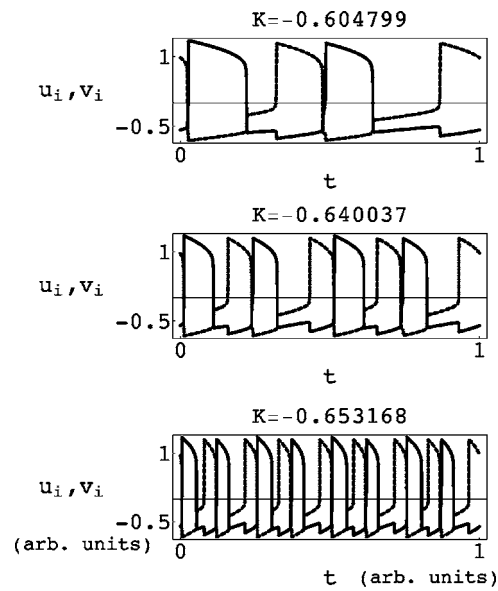 K=-0.604799
1
u_i,v_i
-0.5
0 1
t
K=-0.640037
1
u_i,v_i
-0.5
0 1
t
K=-0.653168
1
u_i,v_i
-0.5
(arb. units) 0 1
t (arb. units)